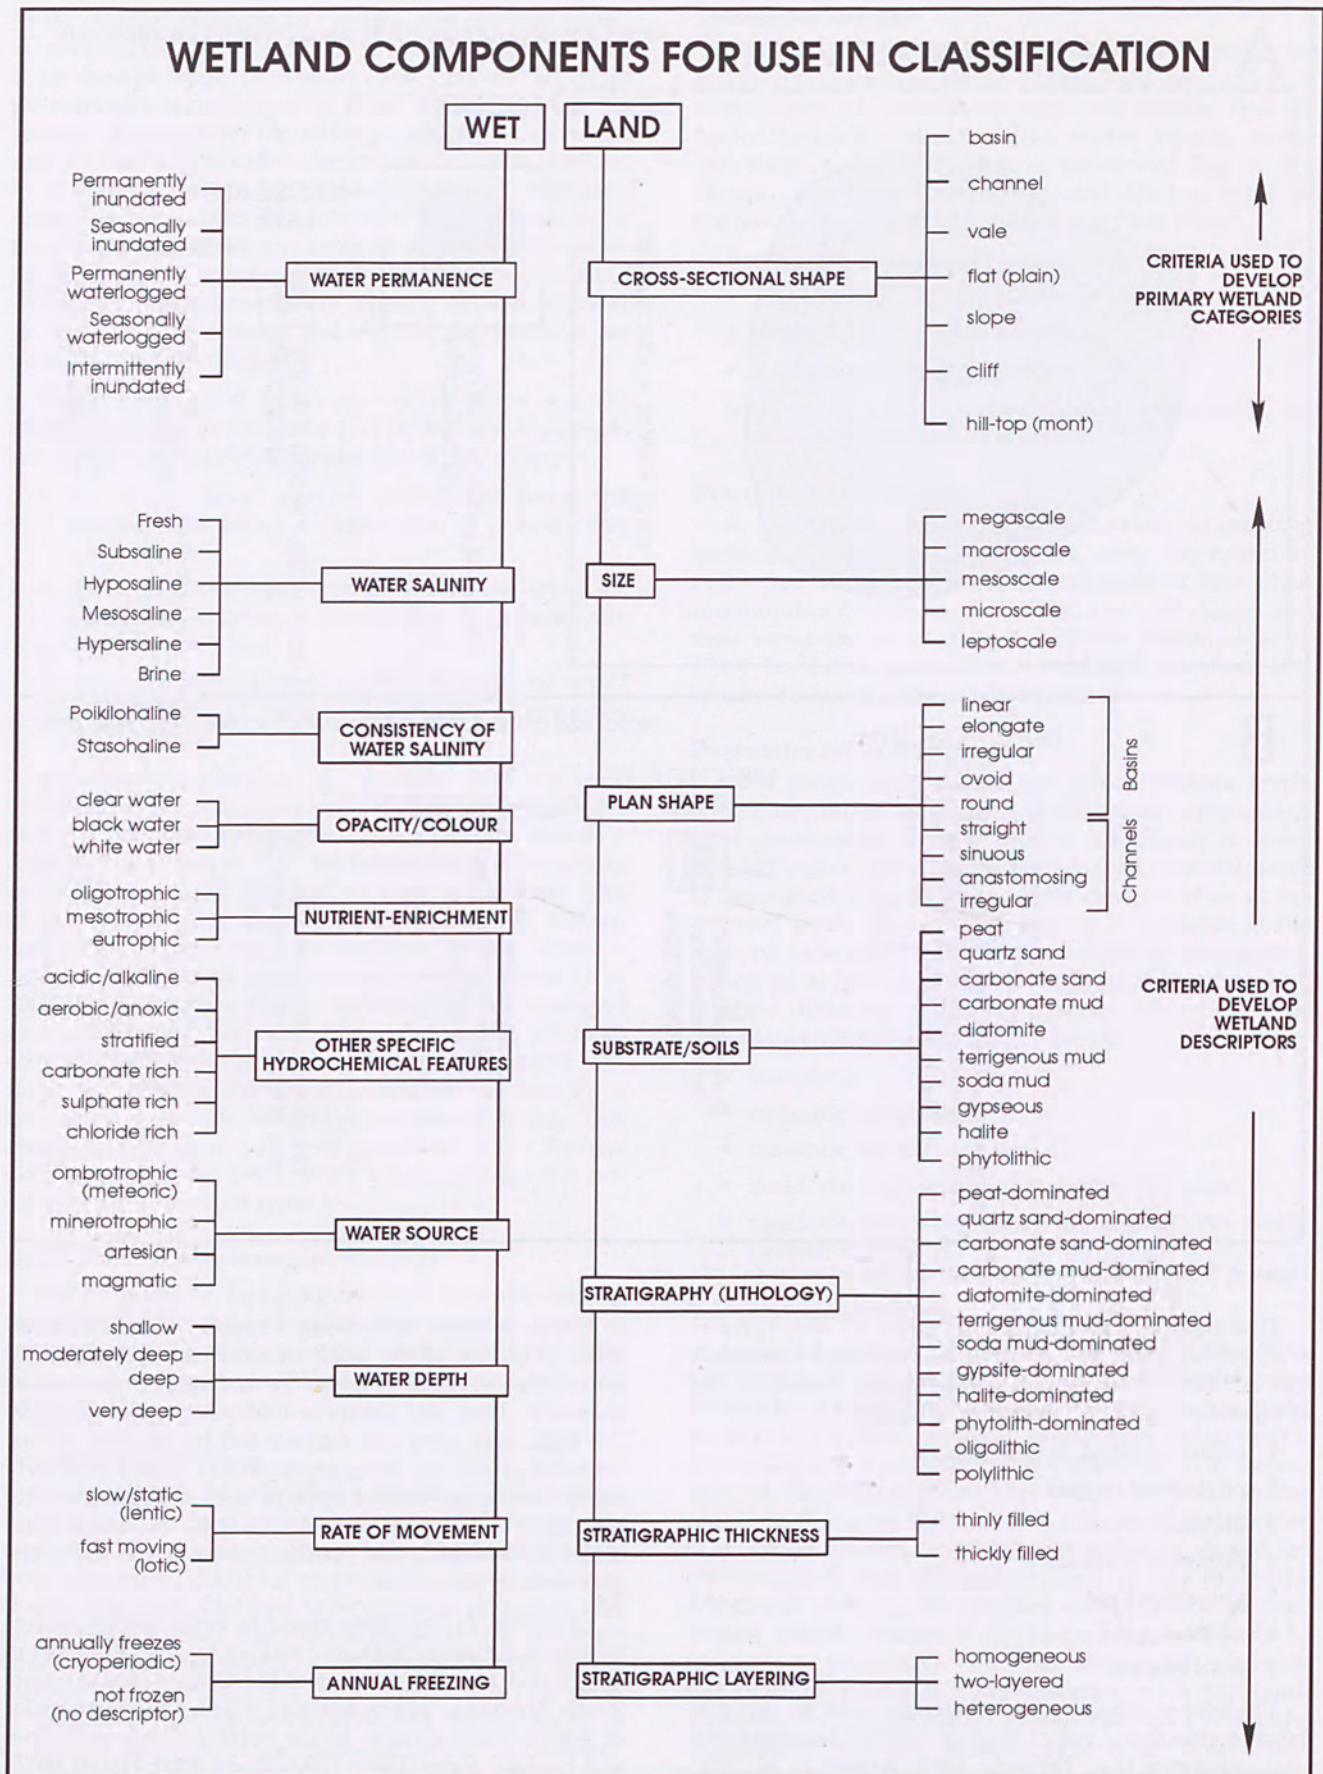 WETLAND COMPONENTS FOR USE IN CLASSIFICATION
WET
LAND
Permanently
inundated
Seasonally
inundated
Permanently
waterlogged
Seasonally
waterlogged
Intermittently
inundated
WATER PERMANENCE
CROSS-SECTIONAL SHAPE
basin
channel
vale
flat (plain)
slope
cliff
hill-top (mont)
CRITERIA USED TO
DEVELOP
PRIMARY WETLAND
CATEGORIES
Fresh
Subsaline
Hyposaline
Mesosaline
Hypersaline
Brine
WATER SALINITY
SIZE
megascale
macroscale
mesoscale
microscale
leptoscale
Poikilohaline
Stasohaline
CONSISTENCY OF
WATER SALINITY
clear water
black water
white water
OPACITY/COLOUR
PLAN SHAPE
linear
elongate
irregular
ovoid
round
Basins
straight
sinuous
anastomosing
irregular
Channels
oligotrophic
mesotrophic
eutrophic
NUTRIENT-ENRICHMENT
acidic/alkaline
aerobic/anoxic
stratified
carbonate rich
sulphate rich
chloride rich
OTHER SPECIFIC
HYDROCHEMICAL FEATURES
SUBSTRATE/SOILS
peat
quartz sand
carbonate sand
carbonate mud
diatomite
terrigenous mud
soda mud
gypseous
halite
phytolithic
CRITERIA USED TO
DEVELOP
WETLAND
DESCRIPTORS
ombrotrophic
(meteoric)
minerotrophic
artesian
magmatic
WATER SOURCE
STRATIGRAPHY (LITHOLOGY)
peat-dominated
quartz sand-dominated
carbonate sand-dominated
carbonate mud-dominated
diatomite-dominated
terrigenous mud-dominated
soda mud-dominated
gypsite-dominated
halite-dominated
phytolith-dominated
oligolithic
polylithic
shallow
moderately deep
deep
very deep
WATER DEPTH
slow/static
(lentic)
fast moving
(lotic)
RATE OF MOVEMENT
STRATIGRAPHIC THICKNESS
thinly filled
thickly filled
annually freezes
(cryoperiodic)
not frozen
(no descriptor)
ANNUAL FREEZING
STRATIGRAPHIC LAYERING
homogeneous
two-layered
heterogeneous